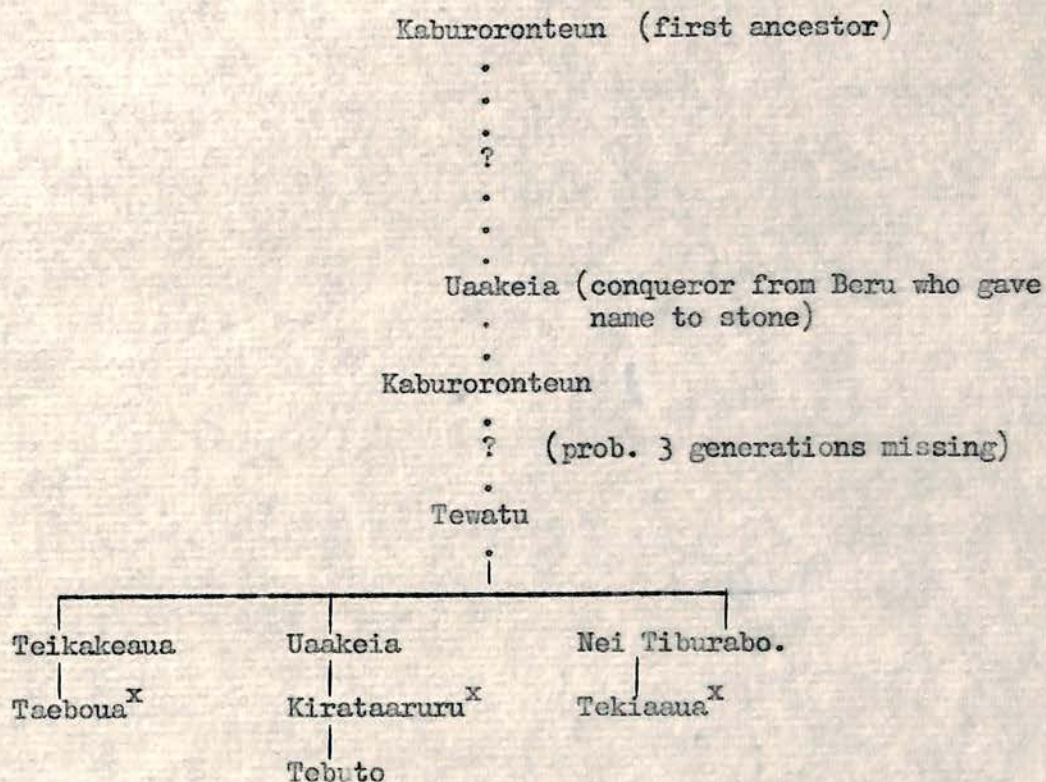 Kaburoronteun (first ancestor)
?
Uaakeia (conqueror from Beru who gave
name to stone)
Kaburoronteun
? (prob. 3 generations missing)
Tewatu
Teikakeaua Uaakeia Nei Tiburabo.
Taeboua x Kirataaruru x Tekiaaua x
Tebuto